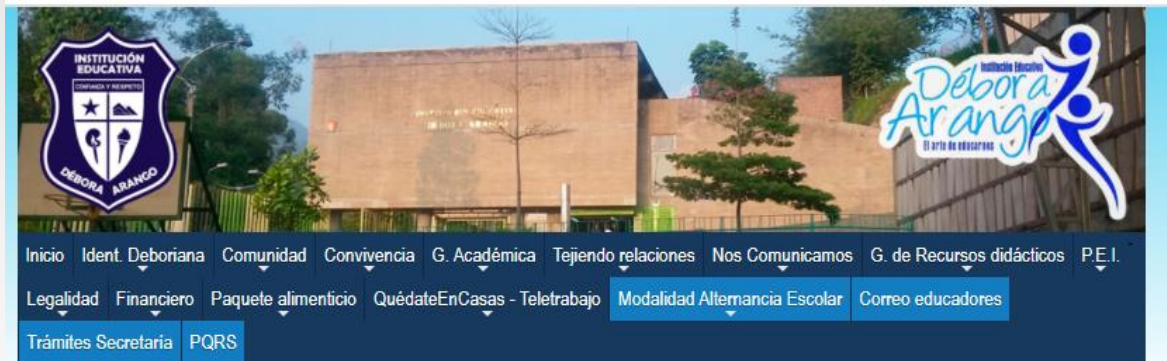 INSTITUCIÓN
EDUCATIVA
CONFIANZA Y RESPETO
DÉBORA ARANGO
Institución Educativa
Débora
Arango
El arte de educarnos
Inicio Ident. Deboriana Comunidad Convivencia G. Académica Tejiendo relaciones Nos Comunicamos G. de Recursos didácticos P.E.I.
Legalidad Financiero Paquete alimenticio QuédateEnCasas - Teletrabajo Modalidad Alternancia Escolar Correo educadores
Trámites Secretaria PQRS